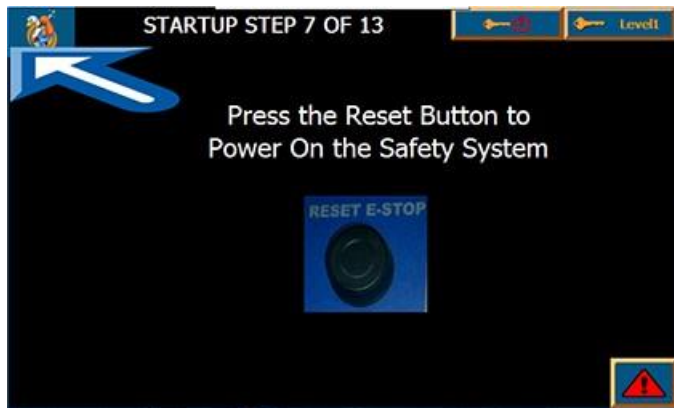 STARTUP STEP 7 OF 13
Level1
Press the Reset Button to
Power On the Safety System
RESET E-STOP